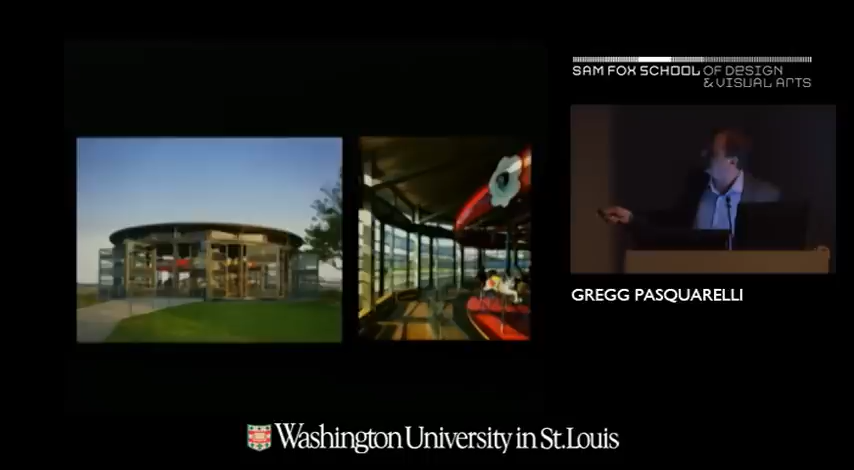 SAM FOX SCHOOL OF DESIGN
& VISUAL ARTS
GREGG PASQUARELLI
Washington University in St. Louis